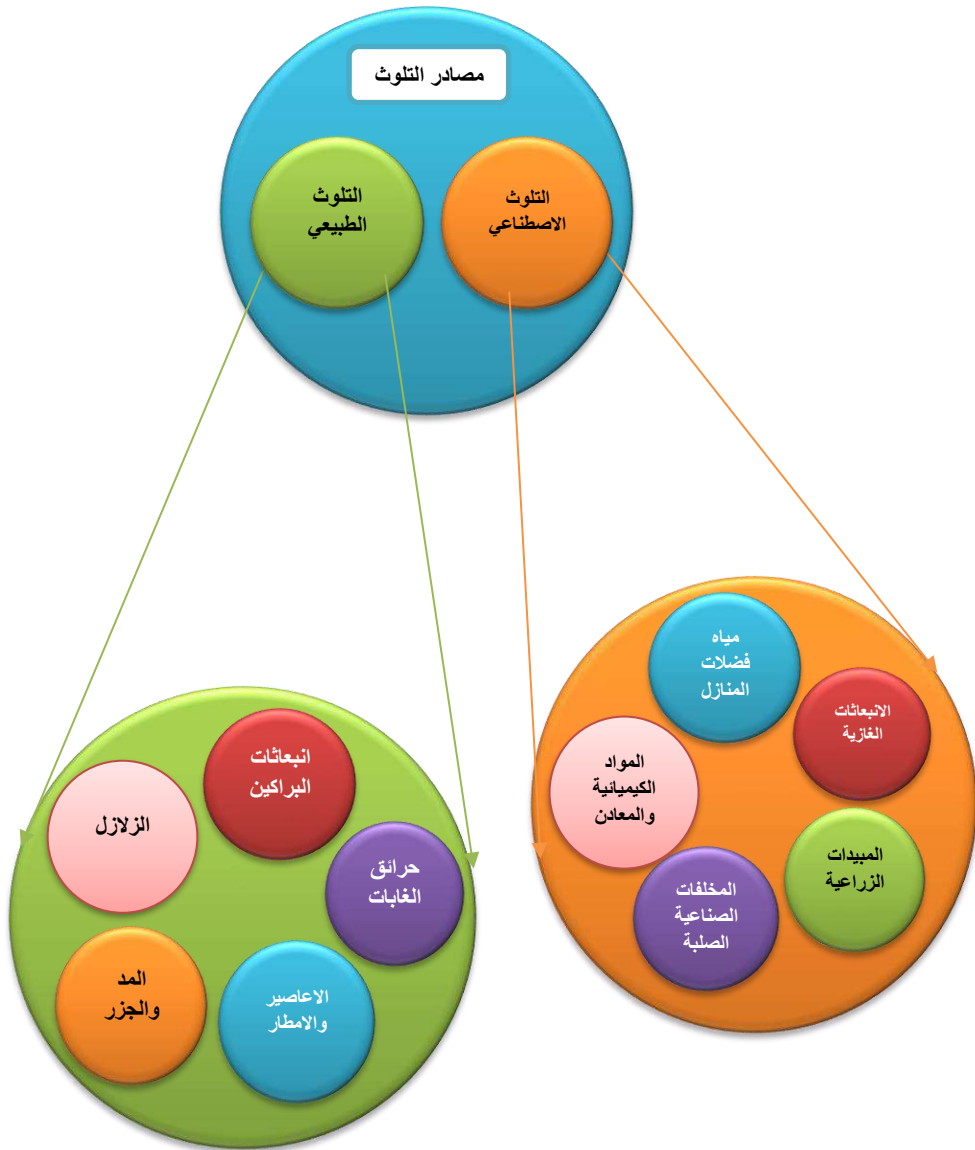 مصادر التلوث
التلوث
الاصطناعي
التلوث
الطبيعي
مياه
فضلات
المنازل
الانبعاثات
الغازية
المواد
الكيميائية
والمعادن
المبيدات
الزراعية
المخلفات
الصناعية
الصلبة
انبعاثات
البراكين
الزلازل
حرائق
الغابات
الاعاصير
والامطار
المد
والجزر